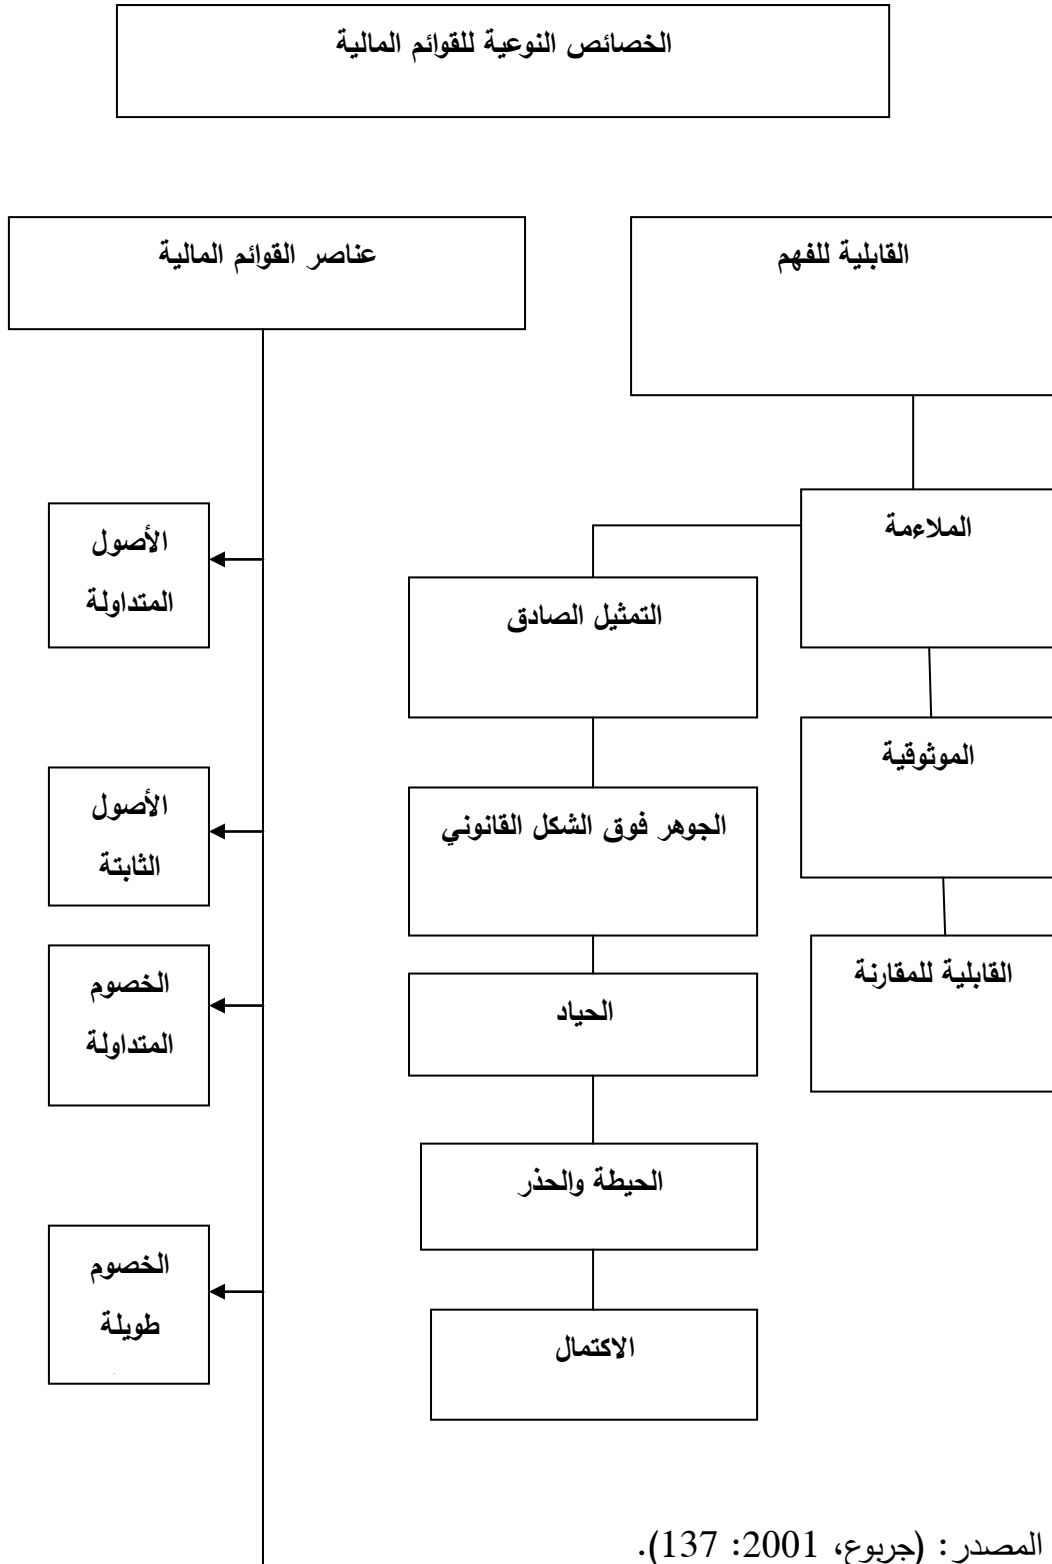 الخصائص النوعية للقوائم المالية
القابلية للفهم
عناصر القوائم المالية
الملاءمة
الأصول
المتداولة
التمثيل الصادق
الموثوقية
الأصول
الثابتة
الجوهر فوق الشكل القانوني
القابلية للمقارنة
الخصوم
المتداولة
الحياد
الحيطة والحذر
الخصوم
طويلة
الاكتمال
المصدر: (جربوع، 2001: 137).